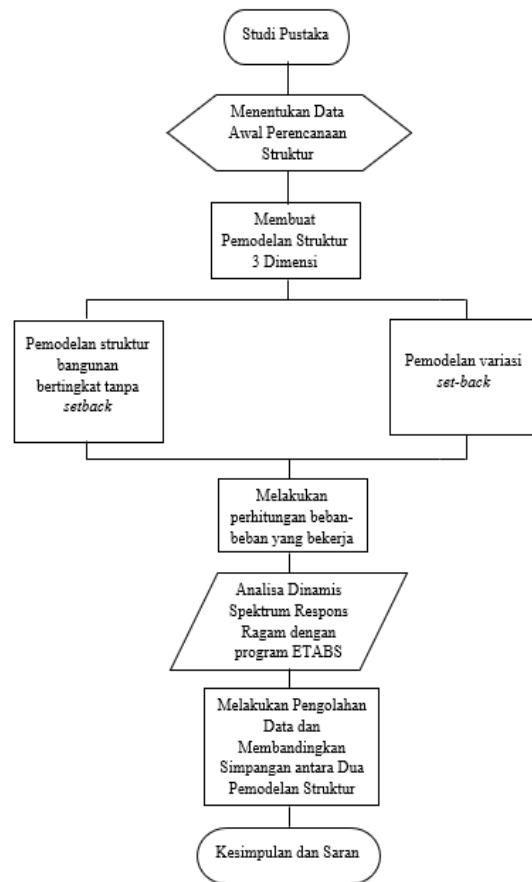 Studi Pustaka
Menentukan Data
Awal Perencanaan
Struktur
Membuat
Pemodelan Struktur
3 Dimensi
Pemodelan struktur
bangunan
bertingkat tanpa
setback
Pemodelan variasi
set-back
Melakukan
perhitungan beban-
beban yang bekerja
Analisa Dinamis
Spektrum Respons
Ragam dengan
program ETABS
Melakukan Pengolahan
Data dan
Membandingkan
Simpangan antara Dua
Pemodelan Struktur
Kesimpulan dan Saran